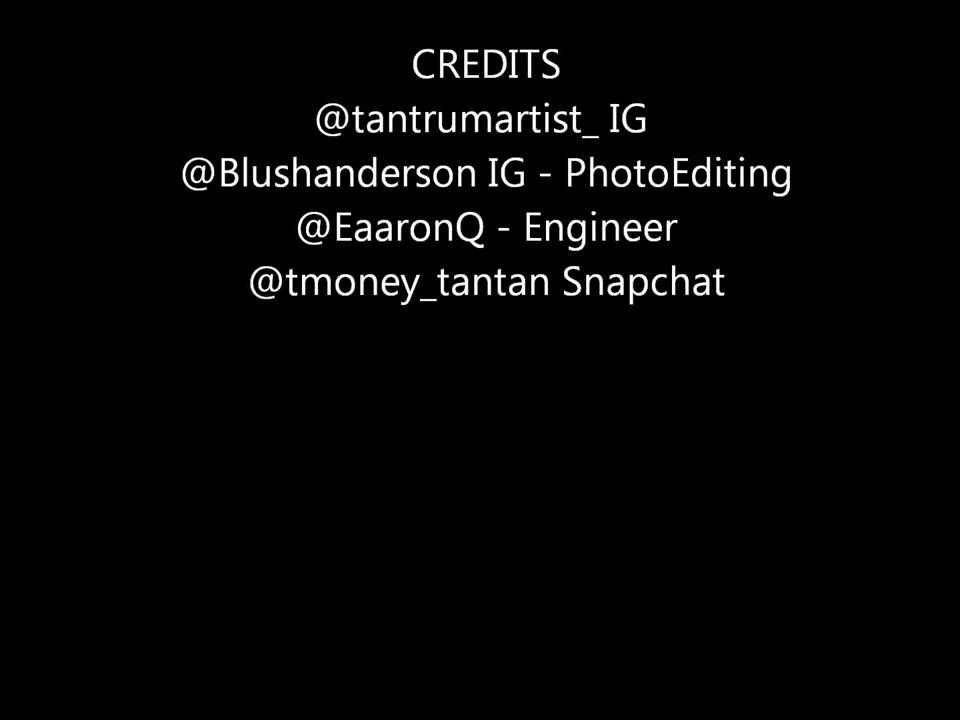 CREDITS
@tantrumartist_ IG
@Blushanderson IG - PhotoEditing
@EaaronQ - Engineer
@tmoney_tantan Snapchat